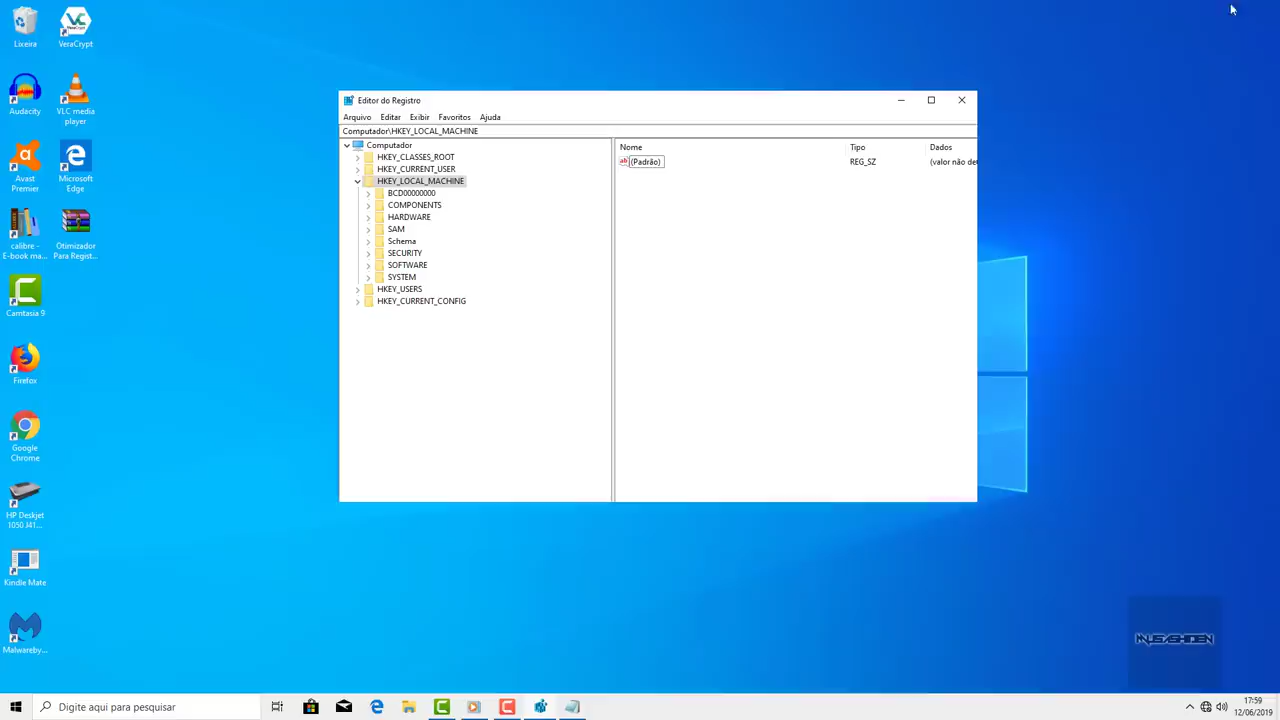 Lixeira
VeraCrypt
Audacity
VLC media
player
Avast
Premier
Microsoft
Edge
calibre -
E-book ma...
Otimizador
Para Regist...
Camtasia 9
Firefox
Google
Chrome
HP Deskjet
1050 J41...
Kindle Mate
Malwareby...
Editor do Registro
Arquivo Editar Exibir Favoritos Ajuda
Computador\HKEY_LOCAL_MACHINE
Computador
HKEY_CLASSES_ROOT
HKEY_CURRENT_USER
HKEY_LOCAL_MACHINE
BCD00000000
COMPONENTS
HARDWARE
SAM
Schema
SECURITY
SOFTWARE
SYSTEM
HKEY_USERS
HKEY_CURRENT_CONFIG
Nome Tipo Dados
(Padrão) REG_SZ (valor não de
Digite aqui para pesquisar
17:59
12/06/2019